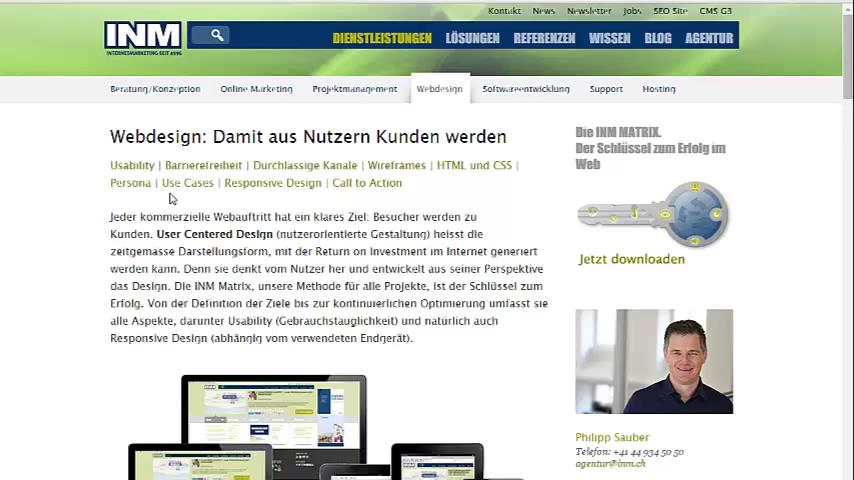 Kontakt News Newsletter Jobs SEO Site CMS G3
INM
INTERNETMARKETING SEIT 1996
DIENSTLEISTUNGEN LÖSUNGEN REFERENZEN WISSEN BLOG AGENTUR
Beratung/Konzeption Online Marketing Projektmanagement Webdesign Softwareentwicklung Support Hosting
Webdesign: Damit aus Nutzern Kunden werden
Usability | Barrierefreiheit | Durchlässige Kanäle | Wireframes | HTML und CSS |
Persona | Use Cases | Responsive Design | Call to Action
Jeder kommerzielle Webauftritt hat ein klares Ziel: Besucher werden zu
Kunden. User Centered Design (nutzerorientierte Gestaltung) heisst die
zeitgemässe Darstellungsform, mit der Return on Investment im Internet generiert
werden kann. Denn sie denkt vom Nutzer her und entwickelt aus seiner Perspektive
das Design. Die INM Matrix, unsere Methode für alle Projekte, ist der Schlüssel zum
Erfolg. Von der Definition der Ziele bis zur kontinuierlichen Optimierung umfasst sie
alle Aspekte, darunter Usability (Gebrauchstauglichkeit) und natürlich auch
Responsive Design (abhängig vom verwendeten Endgerät).
Die INM MATRIX.
Der Schlüssel zum Erfolg im
Web
Jetzt downloaden
Philipp Sauber
Telefon: +41 44 934 50 50
agentur@inm.ch
INM
INM
INM